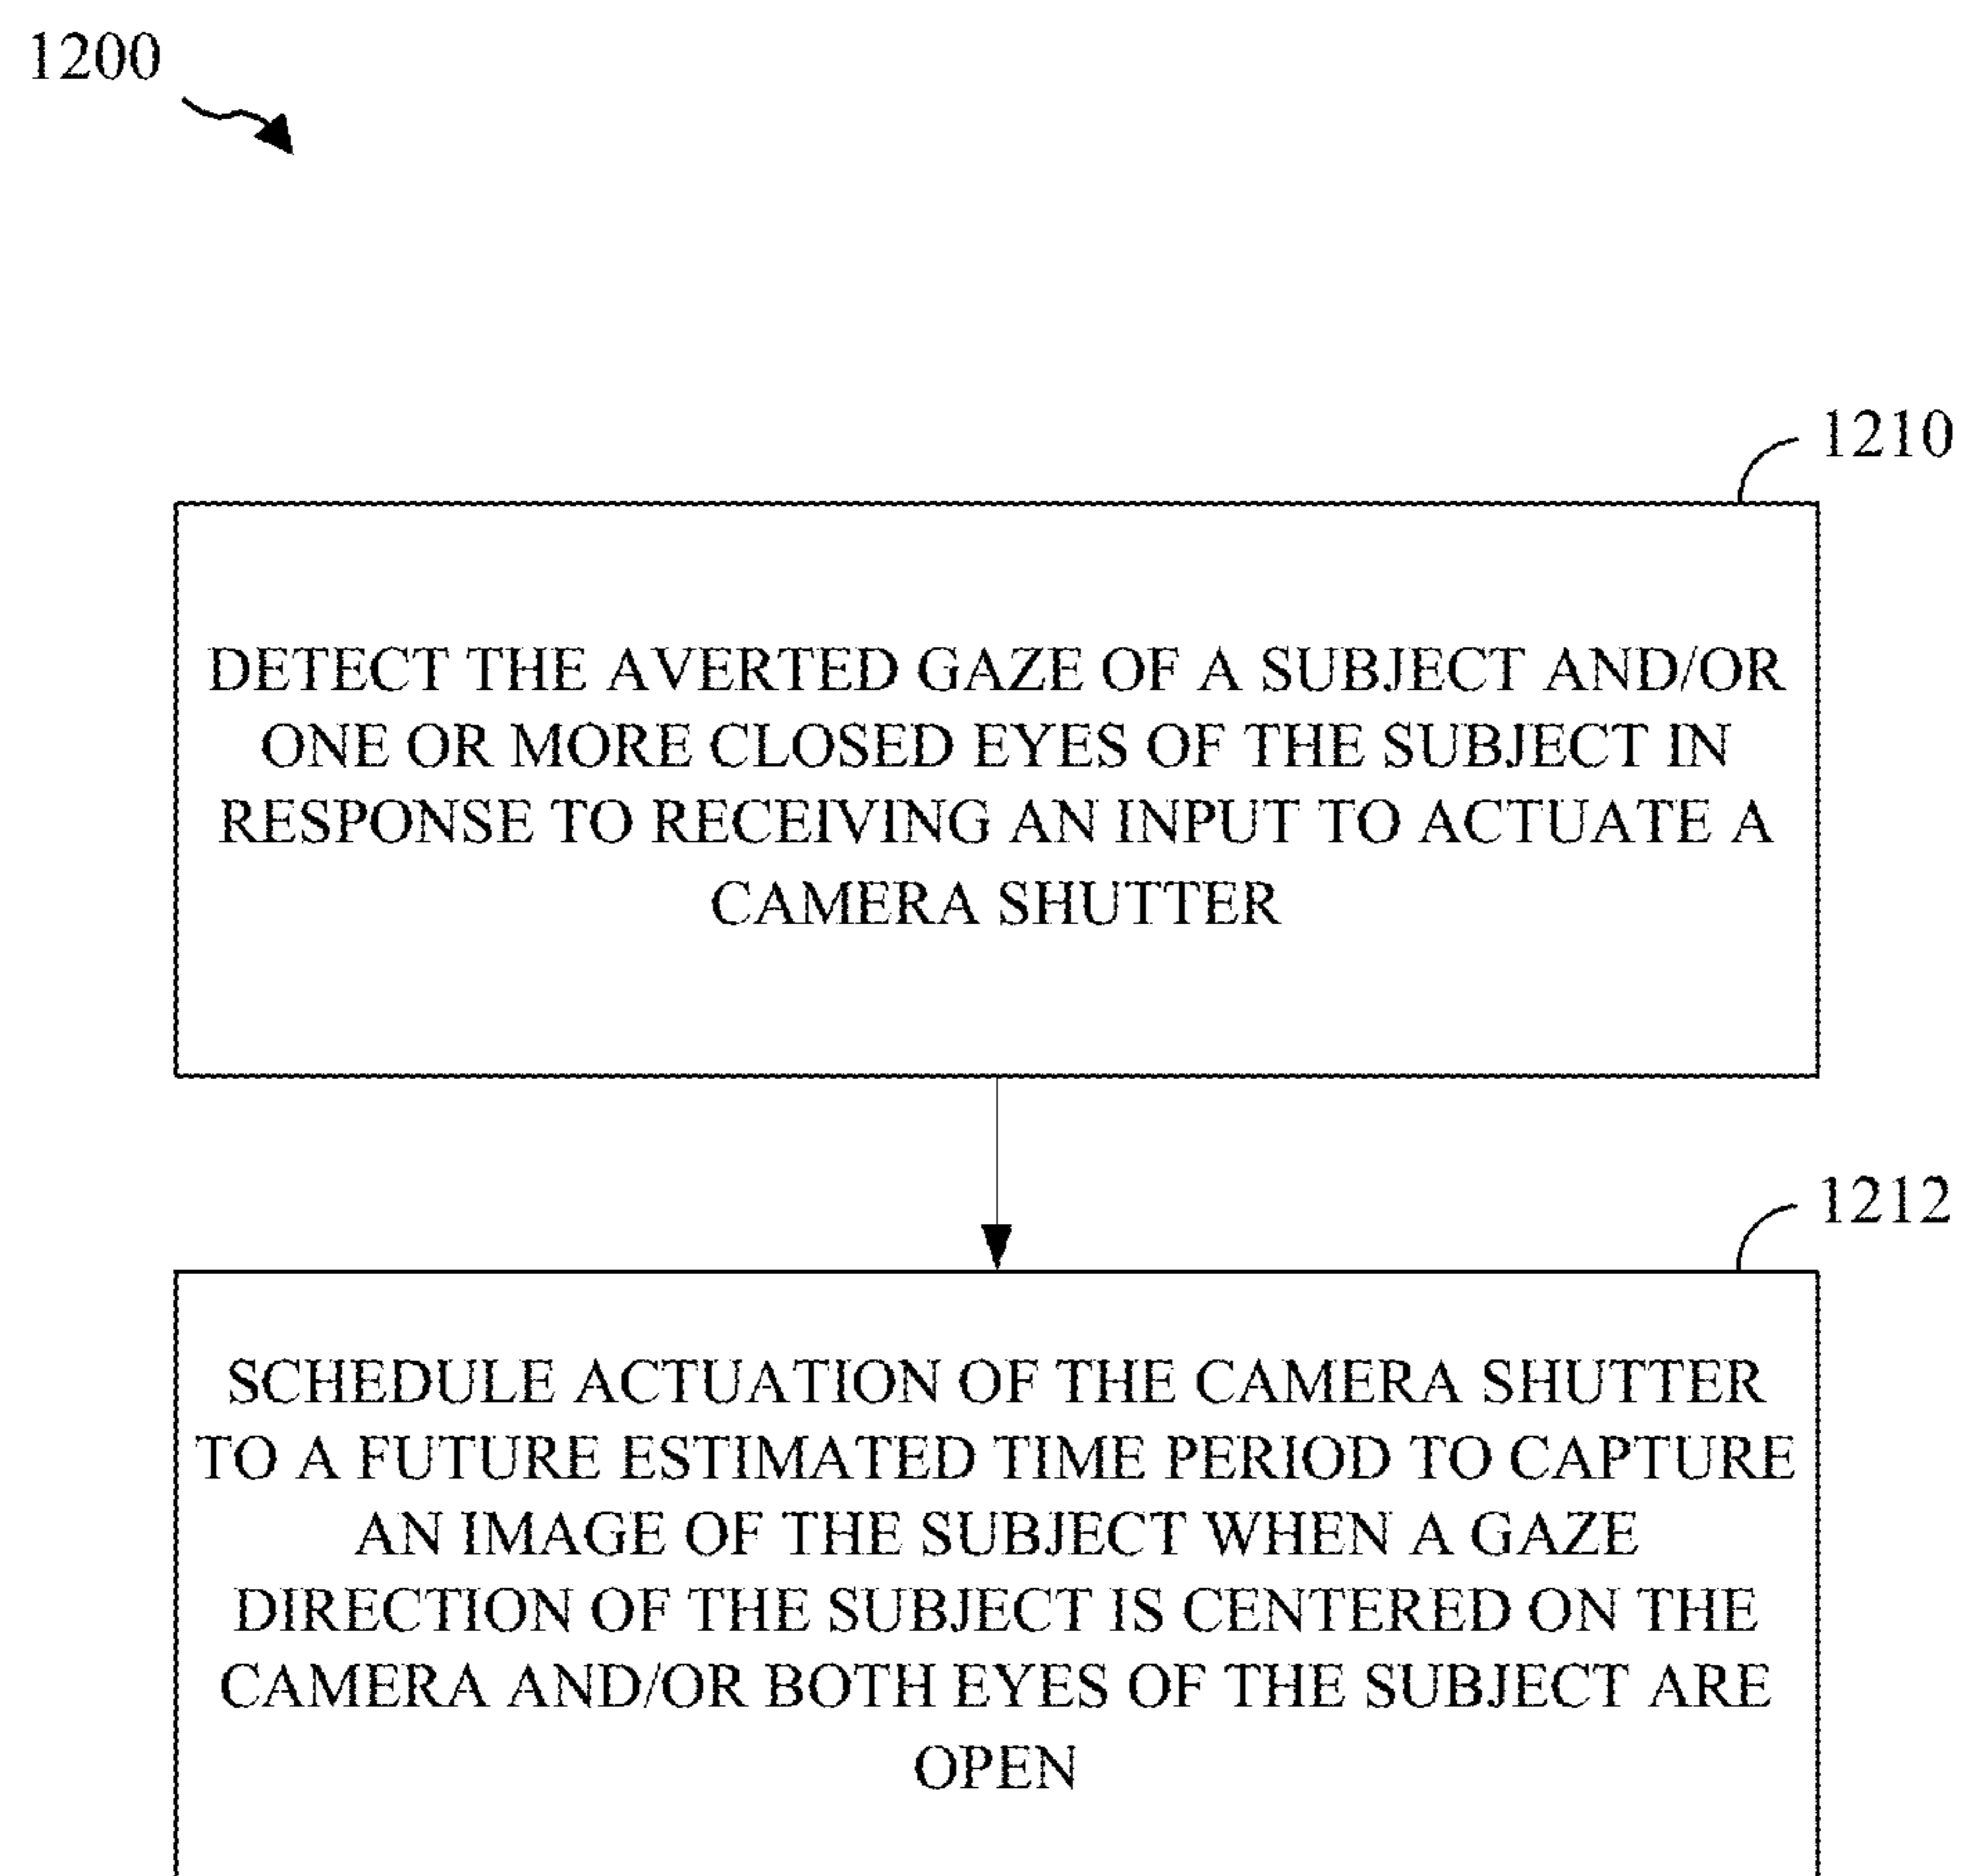 1200
1210
DETECT THE AVERTED GAZE OF A SUBJECT AND/OR
ONE OR MORE CLOSED EYES OF THE SUBJECT IN
RESPONSE TO RECEIVING AN INPUT TO ACTUATE A
CAMERA SHUTTER
1212
SCHEDULE ACTUATION OF THE CAMERA SHUTTER
TO A FUTURE ESTIMATED TIME PERIOD TO CAPTURE
AN IMAGE OF THE SUBJECT WHEN A GAZE
DIRECTION OF THE SUBJECT IS CENTERED ON THE
CAMERA AND/OR BOTH EYES OF THE SUBJECT ARE
OPEN